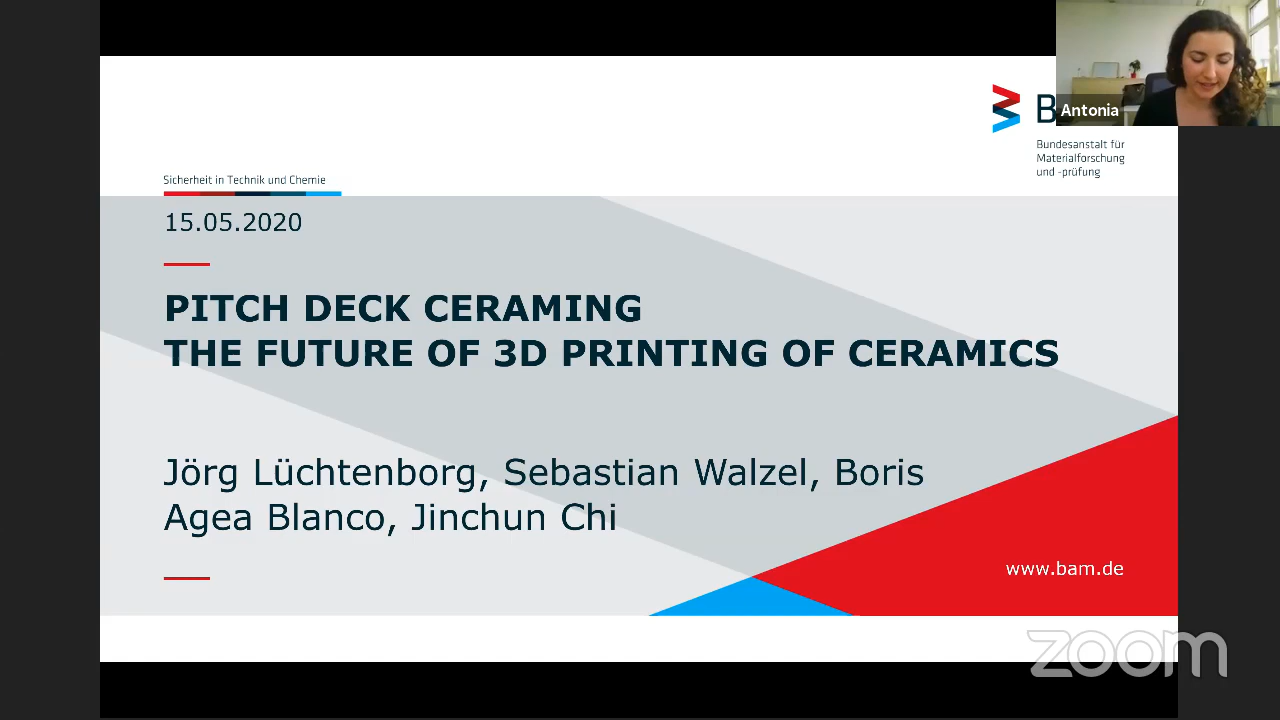 Antonia
B
Bundesanstalt für
Materialforschung
und -prüfung
Sicherheit in Technik und Chemie
15.05.2020
PITCH DECK CERAMING
THE FUTURE OF 3D PRINTING OF CERAMICS
Jörg Lüchtenborg, Sebastian Walzel, Boris
Agea Blanco, Jinchun Chi
www.bam.de
zoom